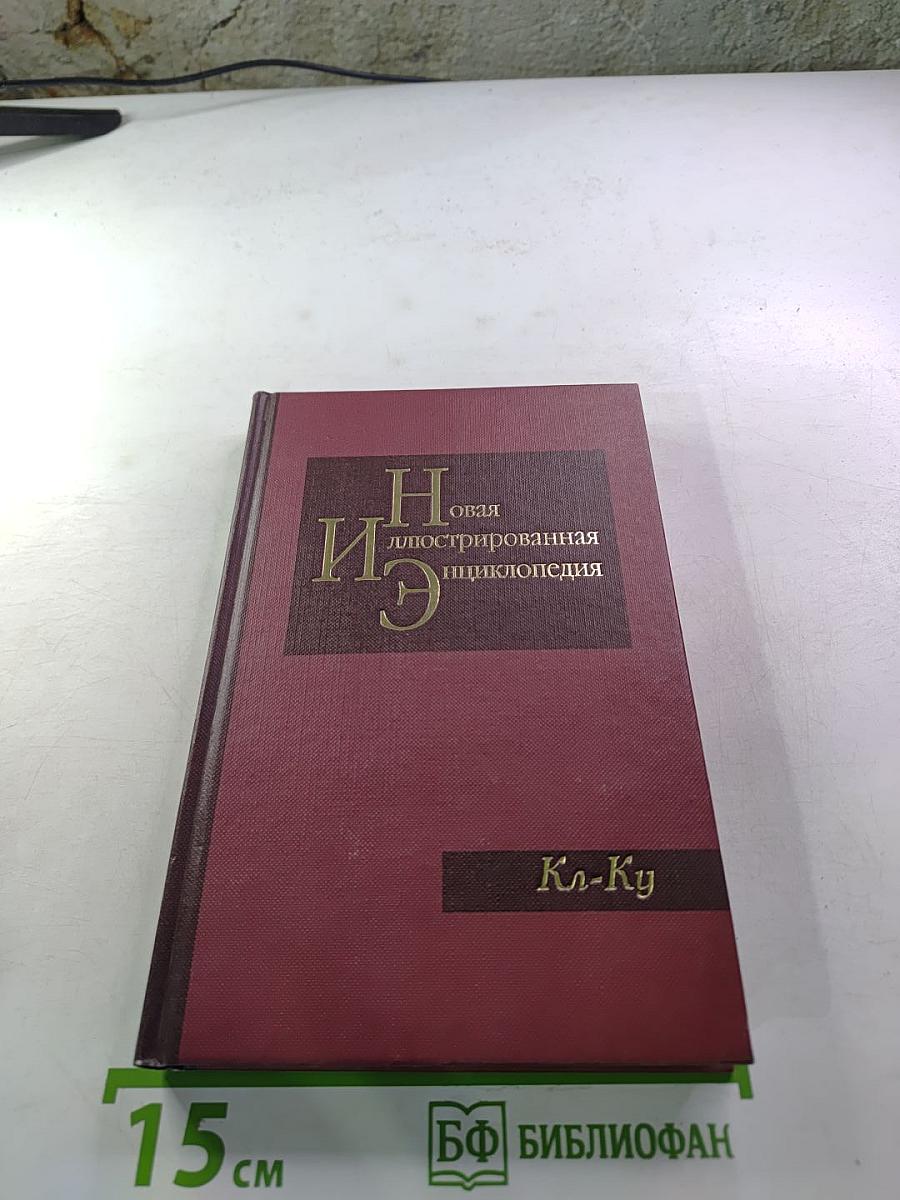 Новая
Иллюстрированная
Энциклопедия
Кл-Ку
15 см
БФ БИБЛИОФАН